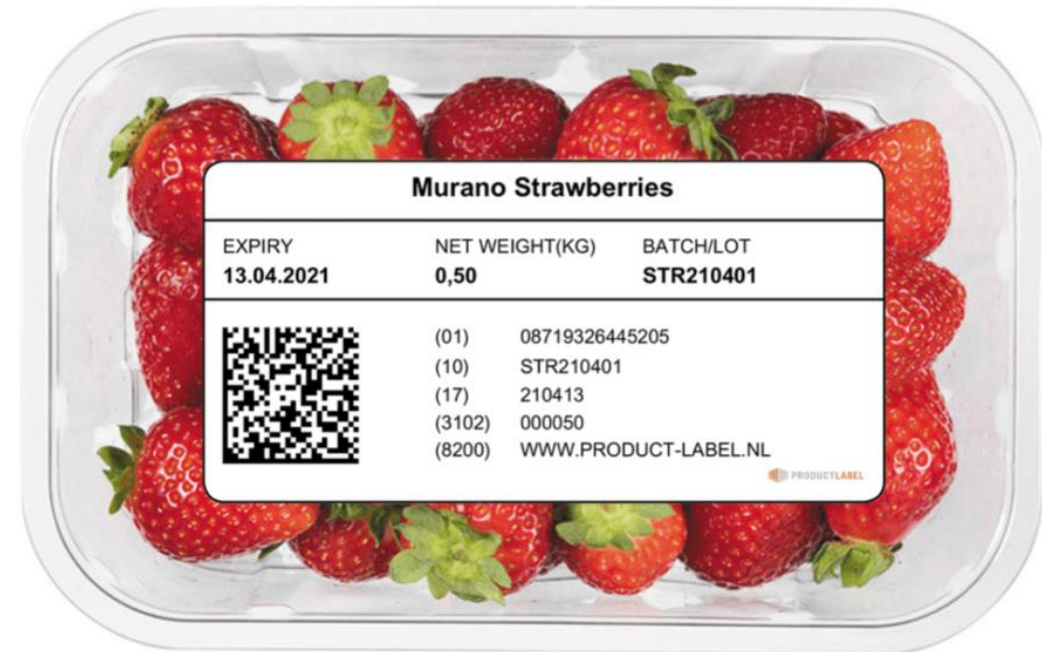 Murano Strawberries
EXPIRY NET WEIGHT(KG) BATCH/LOT
13.04.2021 0,50 STR210401
(01) 08719326445205
(10) STR210401
(17) 210413
(3102) 000050
(8200) WWW.PRODUCT-LABEL.NL
PRODUCTLABEL